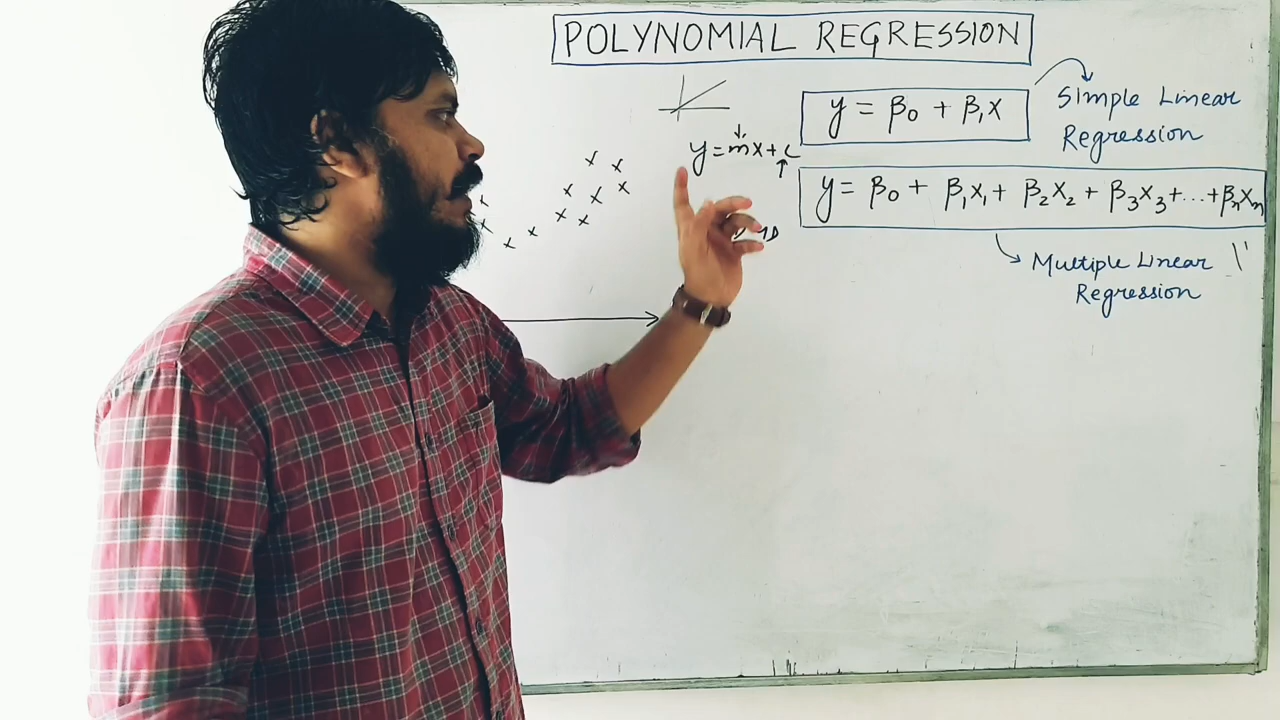 POLYNOMIAL REGRESSION
y = mx + c
y = β₀ + β₁x
Simple Linear
Regression
y = β₀ + β₁x₁ + β₂x₂ + β₃x₃ + ... + βₙxₙ
Multiple Linear
Regression